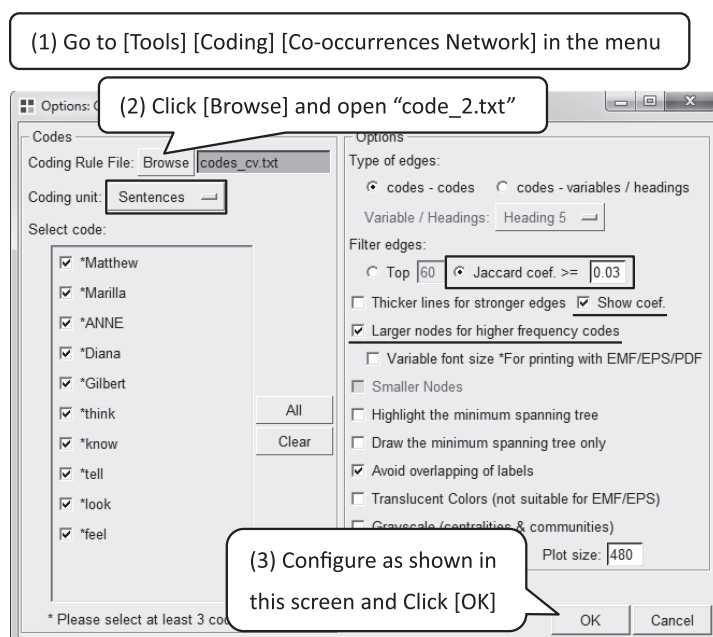 (1) Go to [Tools] [Coding] [Co-occurrences Network] in the menu
Options:
(2) Click [Browse] and open “code_2.txt”
Codes
Coding Rule File: Browse codes_cv.txt
Coding unit: Sentences
Select code:
*Matthew
*Marilla
*ANNE
*Diana
*Gilbert
*think
*know
*tell
*look
*feel
All
Clear
* Please select at least 3
Options
Type of edges:
codes - codes codes - variables / headings
Variable / Headings: Heading 5
Filter edges:
Top 60 Jaccard coef. >= 0.03
Thicker lines for stronger edges Show coef.
Larger nodes for higher frequency codes
Variable font size *For printing with EMF/EPS/PDF
Smaller Nodes
Highlight the minimum spanning tree
Draw the minimum spanning tree only
Avoid overlapping of labels
Translucent Colors (not suitable for EMF/EPS)
Grayscale (centralities & communities)
Plot size: 480
(3) Configure as shown in
this screen and Click [OK]
OK Cancel